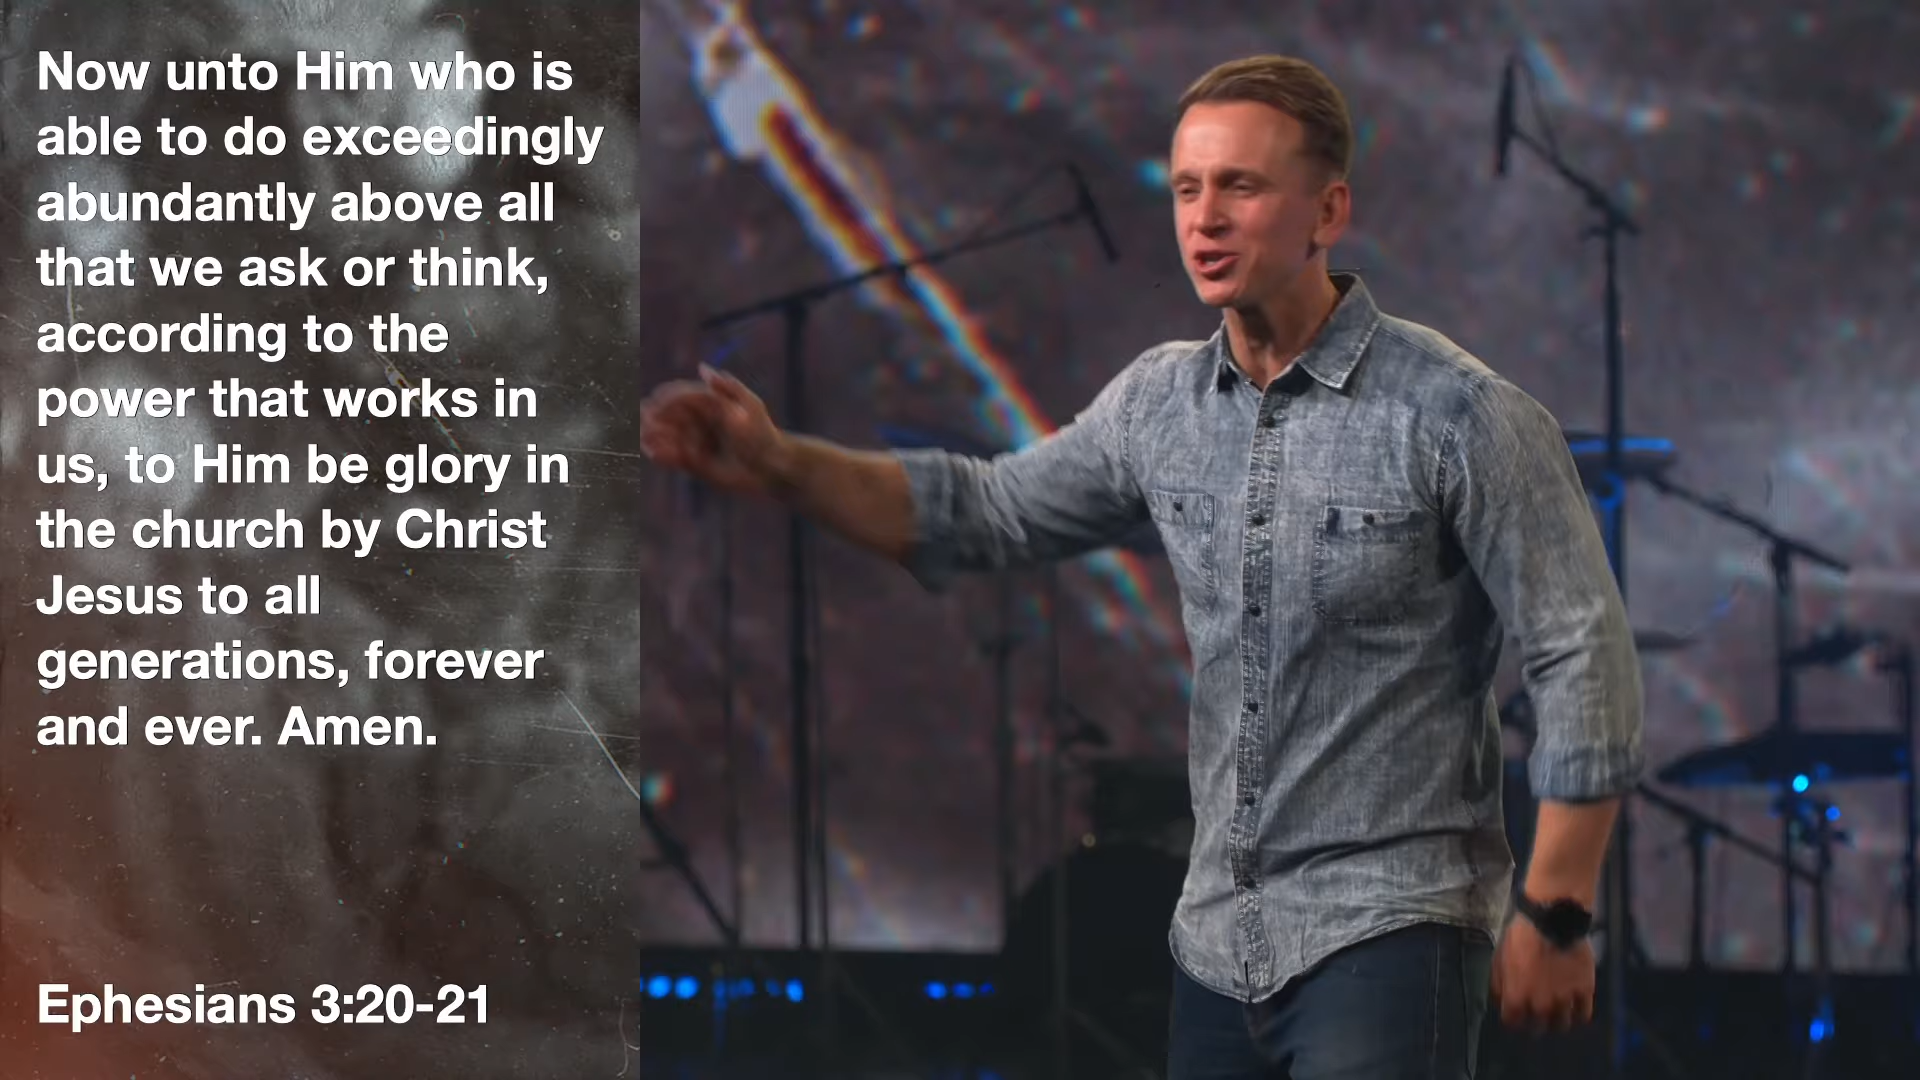 Now unto Him who is
able to do exceedingly
abundantly above all
that we ask or think,
according to the
power that works in
us, to Him be glory in
the church by Christ
Jesus to all
generations, forever
and ever. Amen.
Ephesians 3:20-21